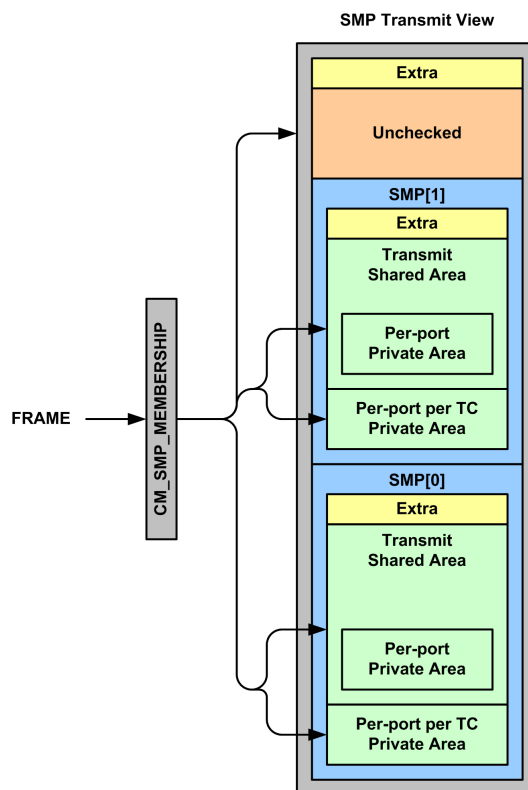 SMP Transmit View
Extra
Unchecked
SMP[1]
Extra
Transmit
Shared Area
Per-port
Private Area
Per-port per TC
Private Area
FRAME
CM_SMP_MEMBERSHIP
SMP[0]
Extra
Transmit
Shared Area
Per-port
Private Area
Per-port per TC
Private Area